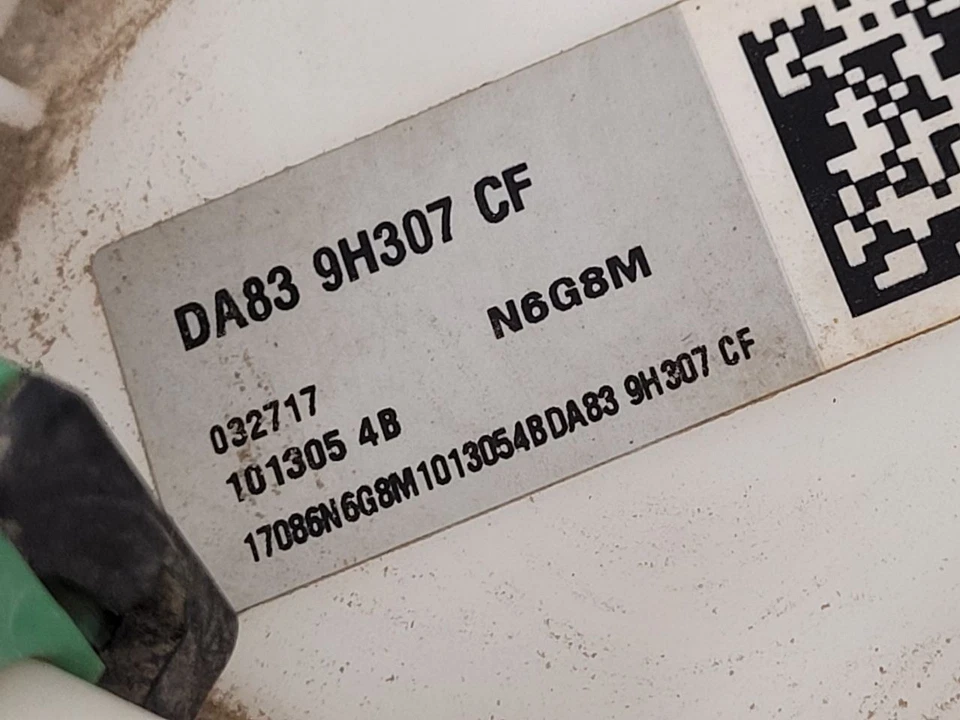 DA83 9H307 CF
N6G8M
032717
101305 4B
17086N6G8M1013054BDA83 9H307 CF